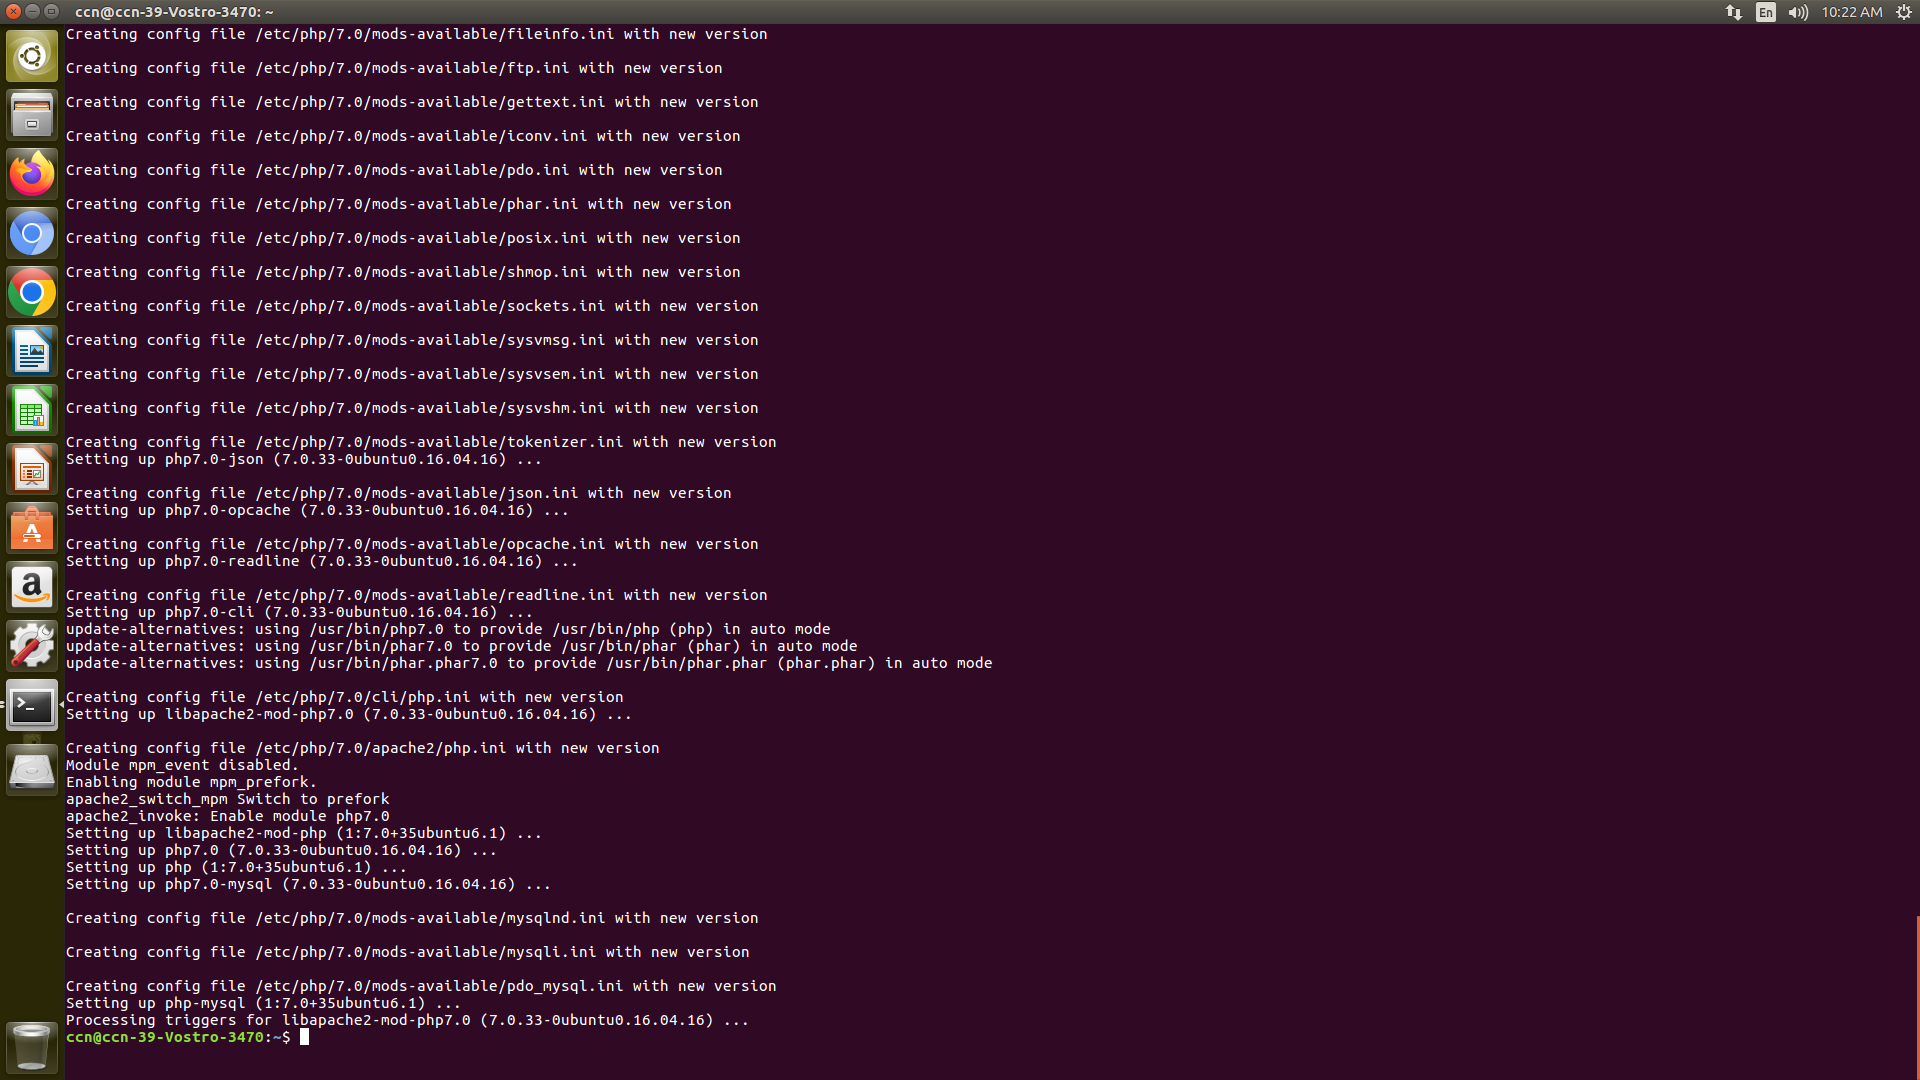 ccn@ccn-39-Vostro-3470: ~
En
10:22 AM
Creating config file /etc/php/7.0/mods-available/fileinfo.ini with new version
Creating config file /etc/php/7.0/mods-available/ftp.ini with new version
Creating config file /etc/php/7.0/mods-available/gettext.ini with new version
Creating config file /etc/php/7.0/mods-available/iconv.ini with new version
Creating config file /etc/php/7.0/mods-available/pdo.ini with new version
Creating config file /etc/php/7.0/mods-available/phar.ini with new version
Creating config file /etc/php/7.0/mods-available/posix.ini with new version
Creating config file /etc/php/7.0/mods-available/shmop.ini with new version
Creating config file /etc/php/7.0/mods-available/sockets.ini with new version
Creating config file /etc/php/7.0/mods-available/sysvmsg.ini with new version
Creating config file /etc/php/7.0/mods-available/sysvsem.ini with new version
Creating config file /etc/php/7.0/mods-available/sysvshm.ini with new version
Creating config file /etc/php/7.0/mods-available/tokenizer.ini with new version
Setting up php7.0-json (7.0.33-0ubuntu0.16.04.16) ...
Creating config file /etc/php/7.0/mods-available/json.ini with new version
Setting up php7.0-opcache (7.0.33-0ubuntu0.16.04.16) ...
Creating config file /etc/php/7.0/mods-available/opcache.ini with new version
Setting up php7.0-readline (7.0.33-0ubuntu0.16.04.16) ...
Creating config file /etc/php/7.0/mods-available/readline.ini with new version
Setting up php7.0-cli (7.0.33-0ubuntu0.16.04.16) ...
update-alternatives: using /usr/bin/php7.0 to provide /usr/bin/php (php) in auto mode
update-alternatives: using /usr/bin/phar7.0 to provide /usr/bin/phar (phar) in auto mode
update-alternatives: using /usr/bin/phar.phar7.0 to provide /usr/bin/phar.phar (phar.phar) in auto mode
Creating config file /etc/php/7.0/cli/php.ini with new version
Setting up libapache2-mod-php7.0 (7.0.33-0ubuntu0.16.04.16) ...
Creating config file /etc/php/7.0/apache2/php.ini with new version
Module mpm_event disabled.
Enabling module mpm_prefork.
apache2_switch_mpm Switch to prefork
apache2_invoke: Enable module php7.0
Setting up libapache2-mod-php (1:7.0+35ubuntu6.1) ...
Setting up php7.0 (7.0.33-0ubuntu0.16.04.16) ...
Setting up php (1:7.0+35ubuntu6.1) ...
Setting up php7.0-mysql (7.0.33-0ubuntu0.16.04.16) ...
Creating config file /etc/php/7.0/mods-available/mysqlnd.ini with new version
Creating config file /etc/php/7.0/mods-available/mysqli.ini with new version
Creating config file /etc/php/7.0/mods-available/pdo_mysql.ini with new version
Setting up php-mysql (1:7.0+35ubuntu6.1) ...
Processing triggers for libapache2-mod-php7.0 (7.0.33-0ubuntu0.16.04.16) ...
ccn@ccn-39-Vostro-3470:~$